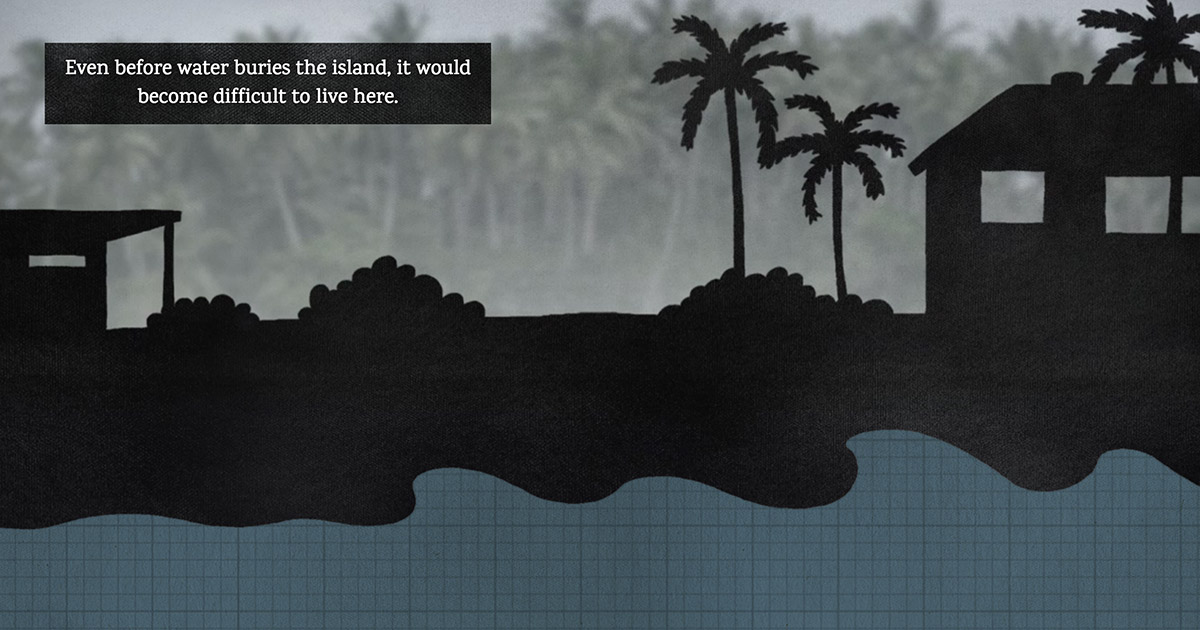 Even before water buries the island, it would
become difficult to live here.